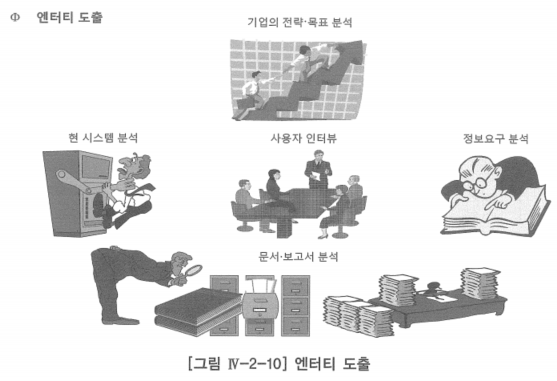 Φ 엔터티 도출
기업의 전략·목표 분석
현 시스템 분석
사용자 인터뷰
정보요구 분석
문서·보고서 분석
[그림 Ⅳ-2-10] 엔터티 도출